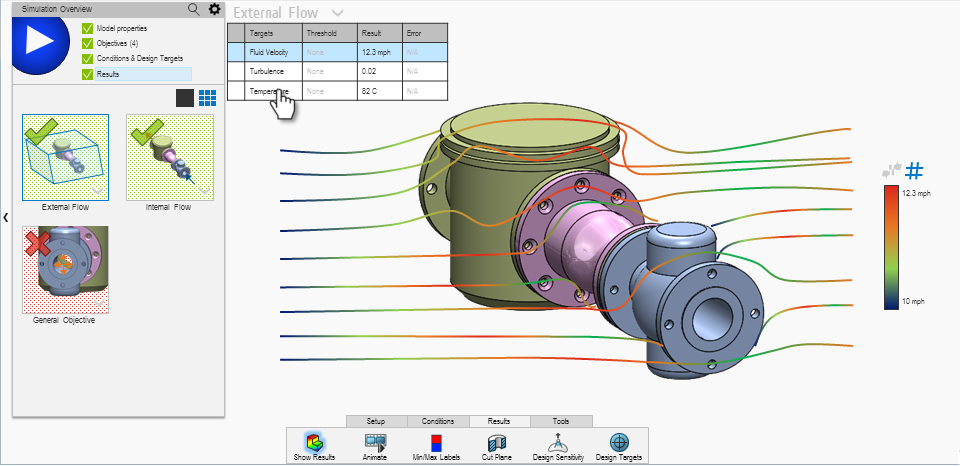 Simulation Overview
Model properties
Objectives (4)
Conditions & Design Targets
Results
External Flow
Internal Flow
General Objective
External Flow
Targets Threshold Result Error
Fluid Velocity None 12.3 mph N/A
Turbulence None 0.02 N/A
None 82 C N/A
#
12.3 mph
10 mph
Setup Conditions Results Tools
Show Results Animate Min/Max Labels Cut Plane Design Sensitivity Design Targets